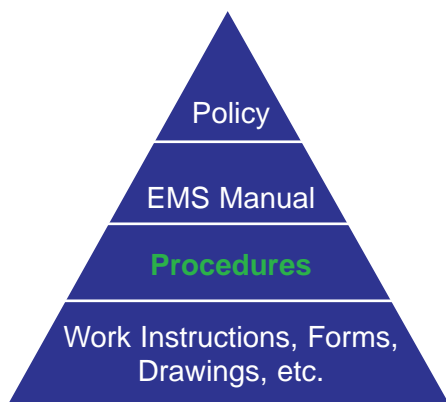 Policy
EMS Manual
Procedures
Work Instructions, Forms,
Drawings, etc.